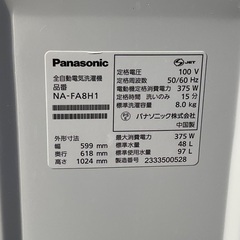 Panasonic
全自動電気洗濯機
品番
NA-FA8H1
外形寸法
幅 599 mm
奥行 618 mm
高さ 1024 mm
JET
定格電圧 100 V
定格周波数 50/60 Hz
電動機定格消費電力 375 W
定格時間 洗いのみ 15 分
標準洗濯容量 8.0 kg
パナソニック株式会社
中国製
最大消費電力 375 W
標準水量 48 L
標準使用水量 97 L
製造番号 2333500528